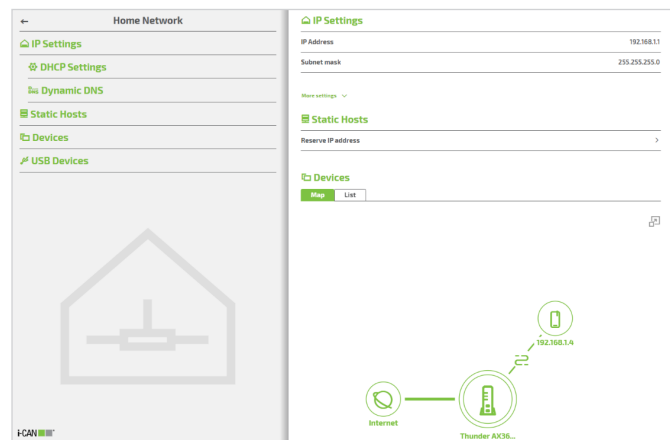 ← Home Network
IP Settings
DHCP Settings
Dynamic DNS
Static Hosts
Devices
USB Devices
i-CAN
IP Settings
IP Address 192.168.1.1
Subnet mask 255.255.255.0
More settings
Static Hosts
Reserve IP address >
Devices
Map List
192.168.1.4
Internet
Thunder AX36...